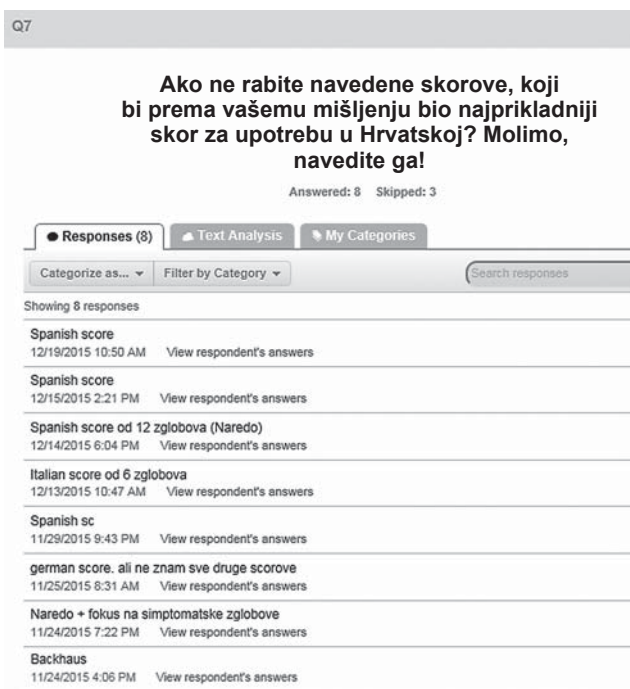 Q7
Ako ne rabite navedene skorove, koji
bi prema vašemu mišljenju bio najprikladniji
skor za upotrebu u Hrvatskoj? Molimo,
navedite ga!
Answered: 8 Skipped: 3
Responses (8) Text Analysis My Categories
Categorize as... Filter by Category Search responses
Showing 8 responses
Spanish score
12/19/2015 10:50 AM View respondent's answers
Spanish score
12/15/2015 2:21 PM View respondent's answers
Spanish score od 12 zglobova (Naredo)
12/14/2015 6:04 PM View respondent's answers
Italian score od 6 zglobova
12/13/2015 10:47 AM View respondent's answers
Spanish sc
11/29/2015 9:43 PM View respondent's answers
german score. ali ne znam sve druge scorove
11/25/2015 8:31 AM View respondent's answers
Naredo + fokus na simptomatske zglobove
11/24/2015 7:22 PM View respondent's answers
Backhaus
11/24/2015 4:06 PM View respondent's answers